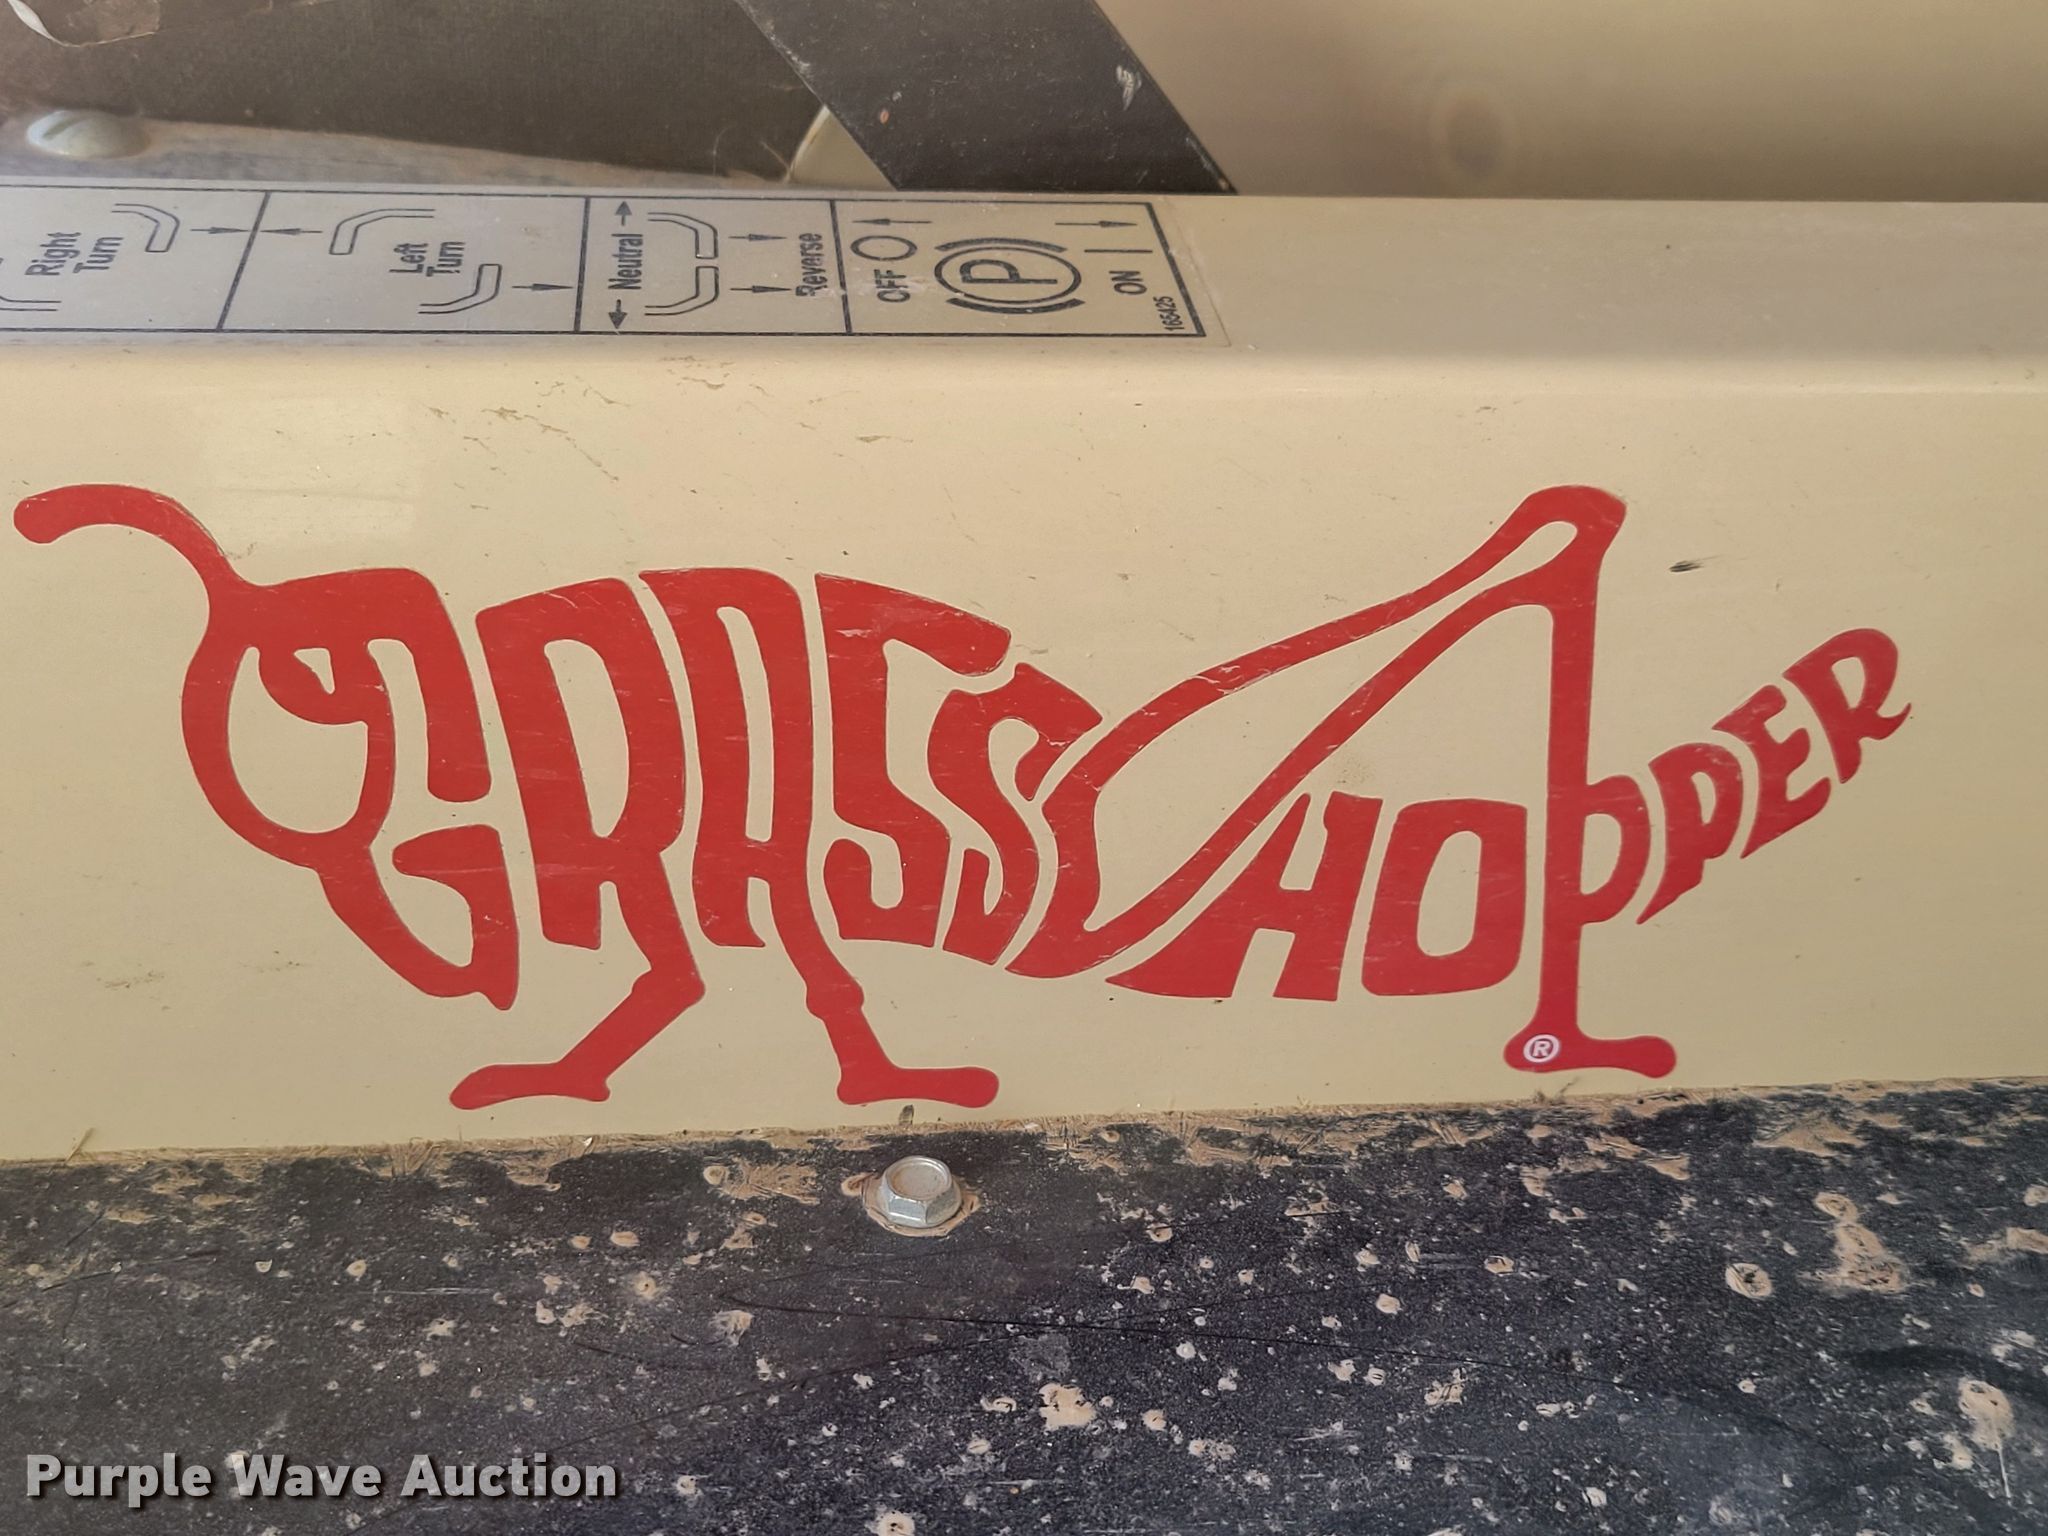 Right
Turn
Left
Turn
Neutral
Reverse
OFF
P
ON
165425
GRASSHOPPER
®
Purple Wave Auction